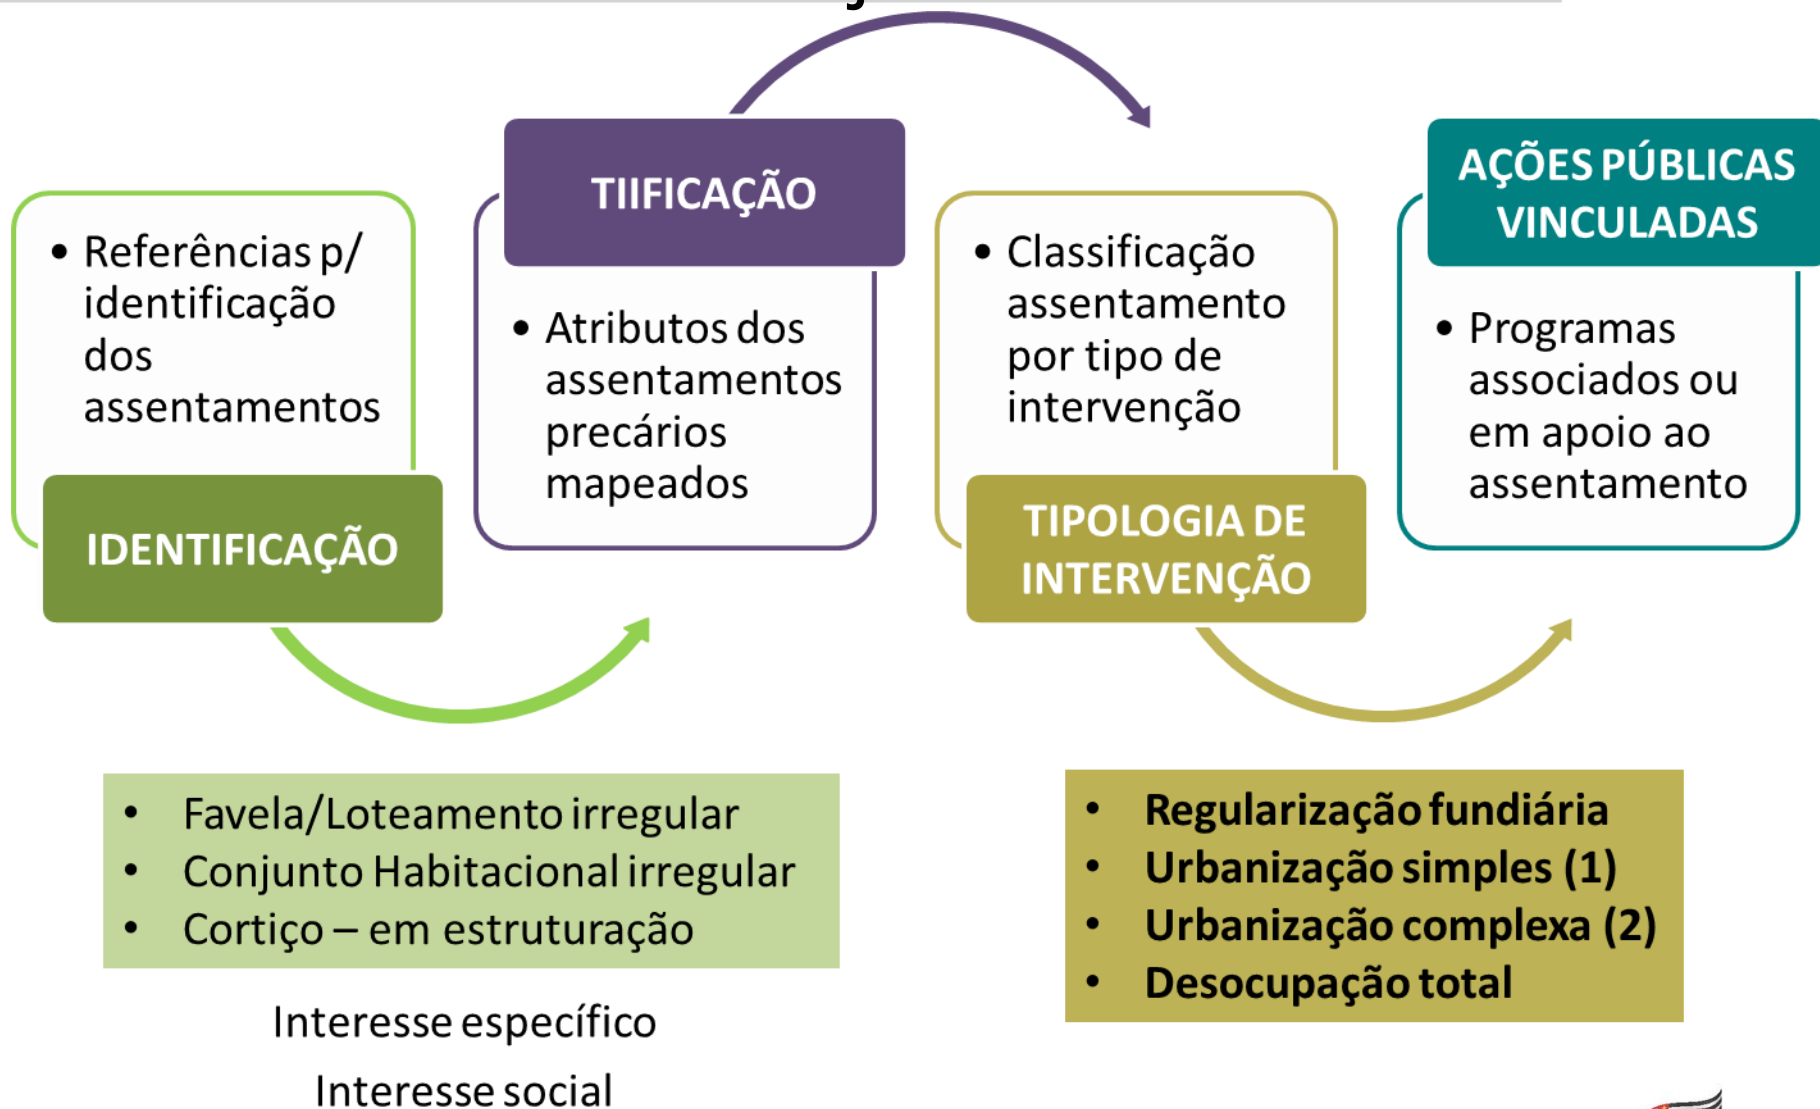 • Referências p/
identificação
dos
assentamentos
IDENTIFICAÇÃO
TIIFICAÇÃO
• Atributos dos
assentamentos
precários
mapeados
• Classificação
assentamento
por tipo de
intervenção
TIPOLOGIA DE
INTERVENÇÃO
AÇÕES PÚBLICAS
VINCULADAS
• Programas
associados ou
em apoio ao
assentamento
• Favela/Loteamento irregular
• Conjunto Habitacional irregular
• Cortiço – em estruturação
Interesse específico
Interesse social
• Regularização fundiária
• Urbanização simples (1)
• Urbanização complexa (2)
• Desocupação total